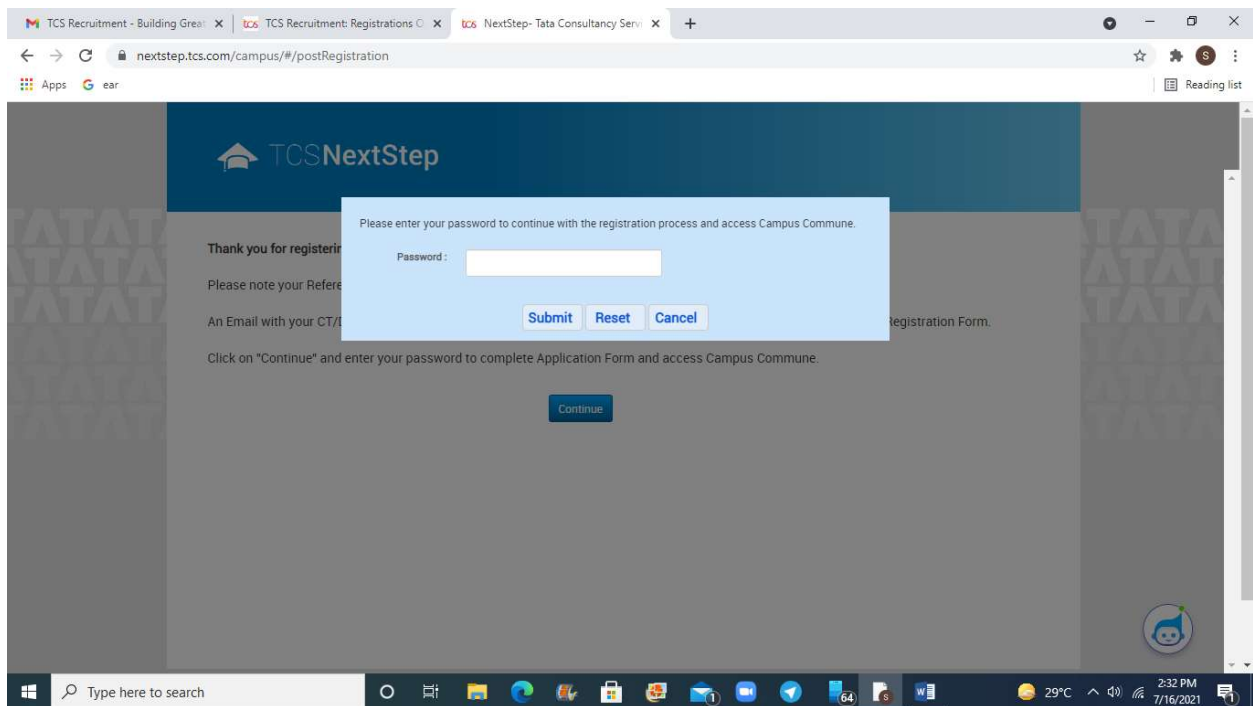 TCS Recruitment - Building Great
TCS Recruitment: Registrations O
NextStep- Tata Consultancy Serv
nextstep.tcs.com/campus/#/postRegistration
S
Apps
G ear
Reading list
TCSNextStep
Please enter your password to continue with the registration process and access Campus Commune.
Password :
Submit Reset Cancel
Thank you for registerin
Please note your Refere
An Email with your CT/D
Registration Form.
Click on "Continue" and enter your password to complete Application Form and access Campus Commune.
Continue
TATA
Type here to search
1
64
S
W
29°C
2:32 PM
7/16/2021
1